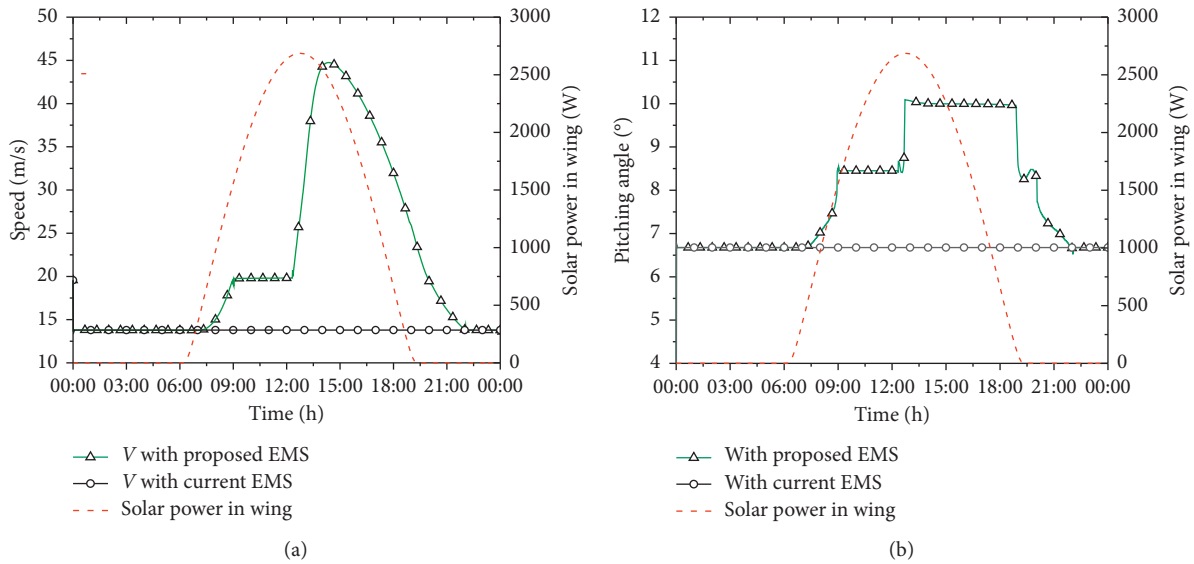 50
45
40
35
30
25
20
15
10
Speed (m/s)
3000
2500
2000
1500
1000
500
0
Solar power in wing (W)
00:00 03:00 06:00 09:00 12:00 15:00 18:00 21:00 00:00
Time (h)
V with proposed EMS
V with current EMS
Solar power in wing
(a)
12
11
10
9
8
7
6
5
4
Pitching angle (°)
3000
2500
2000
1500
1000
500
0
Solar power in wing (W)
00:00 03:00 06:00 09:00 12:00 15:00 18:00 21:00 00:00
Time (h)
With proposed EMS
With current EMS
Solar power in wing
(b)